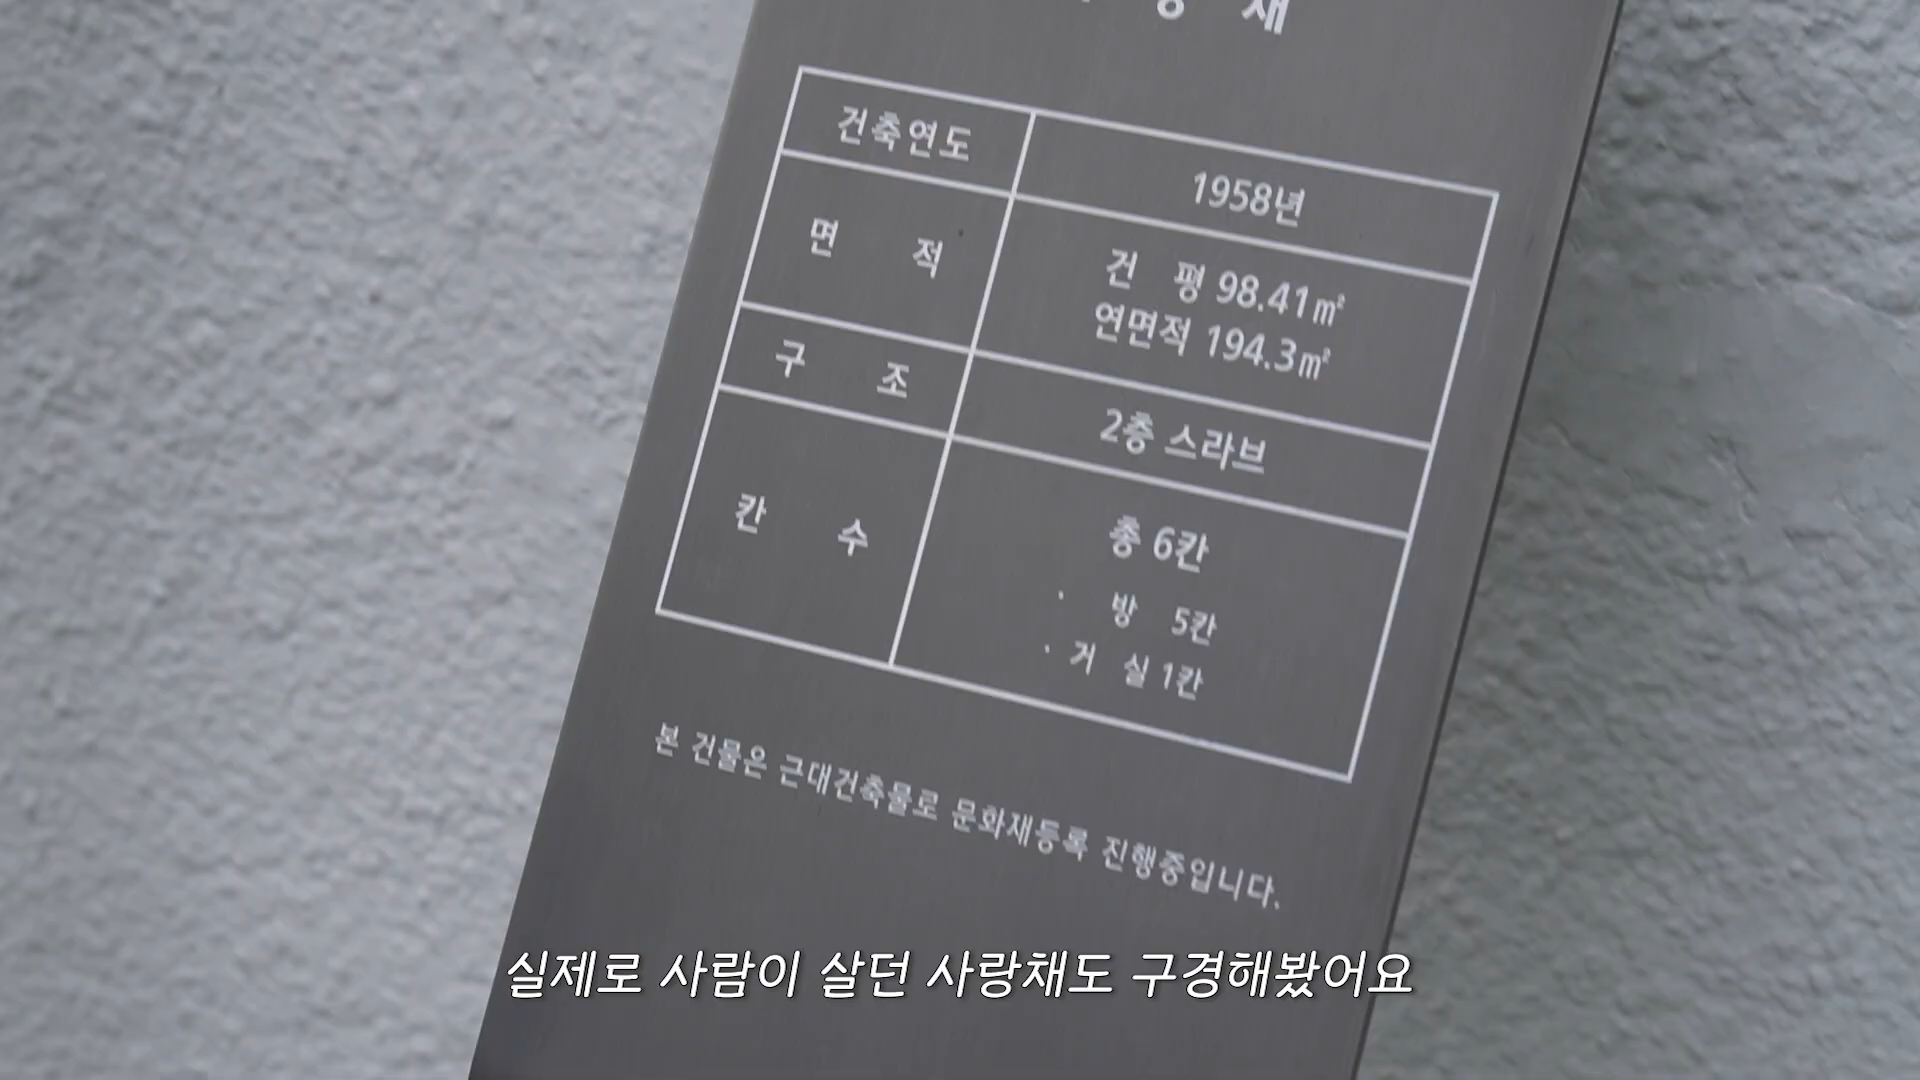 건축연도 1958년
면 적 건 평 98.41㎡
연면적 194.3㎡
구 조 2층 스라브
칸 수 총 6칸
· 방 5칸
· 거 실 1칸
본 건물은 근대건축물로 문화재등록 진행중입니다.
실제로 사람이 살던 사랑채도 구경해봤어요